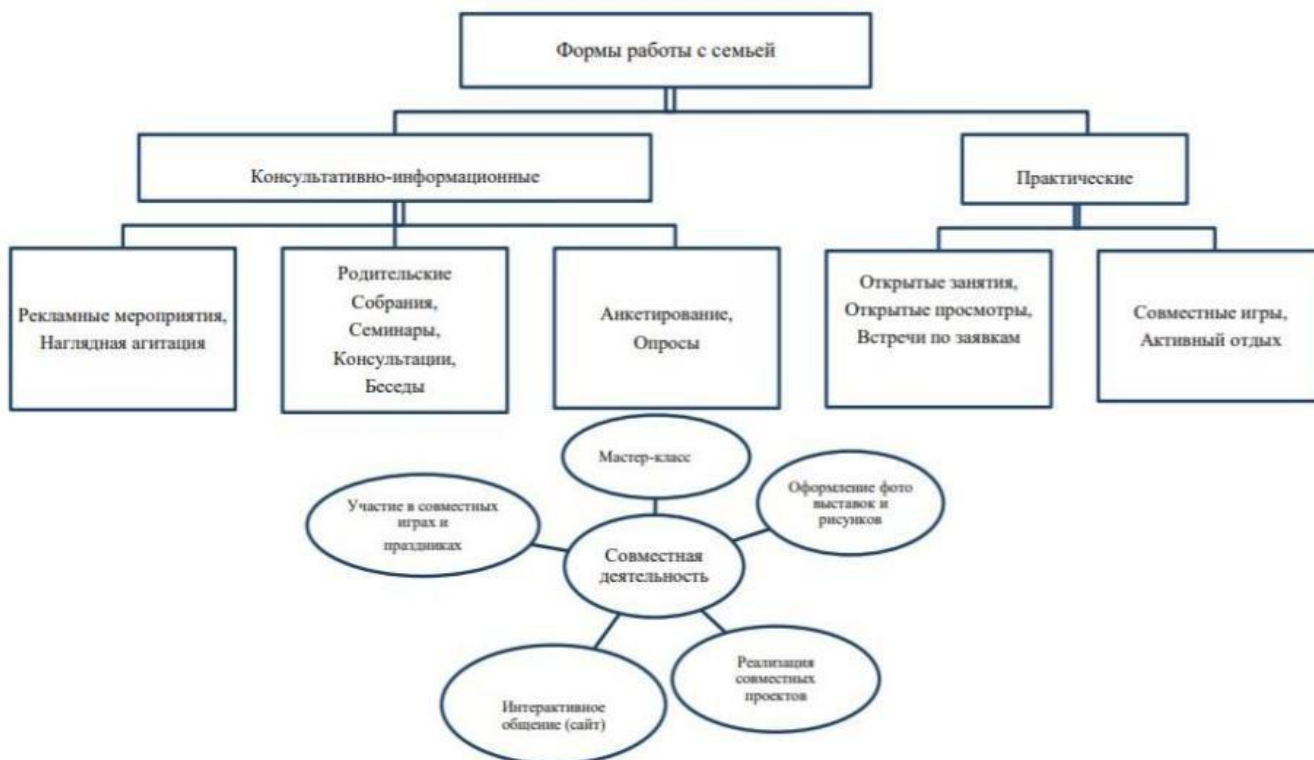 Формы работы с семьей
Консультативно-информационные
Практические
Рекламные мероприятия,
Наглядная агитация
Родительские
Собрания,
Семинары,
Консультации,
Беседы
Анкетирование,
Опросы
Открытые занятия,
Открытые просмотры,
Встречи по заявкам
Совместные игры,
Активный отдых
Мастер-класс
Участие в совместных
играх и
праздниках
Оформление фото
выставок и
рисунков
Совместная
деятельность
Интерактивное
общение (сайт)
Реализация
совместных
проектов